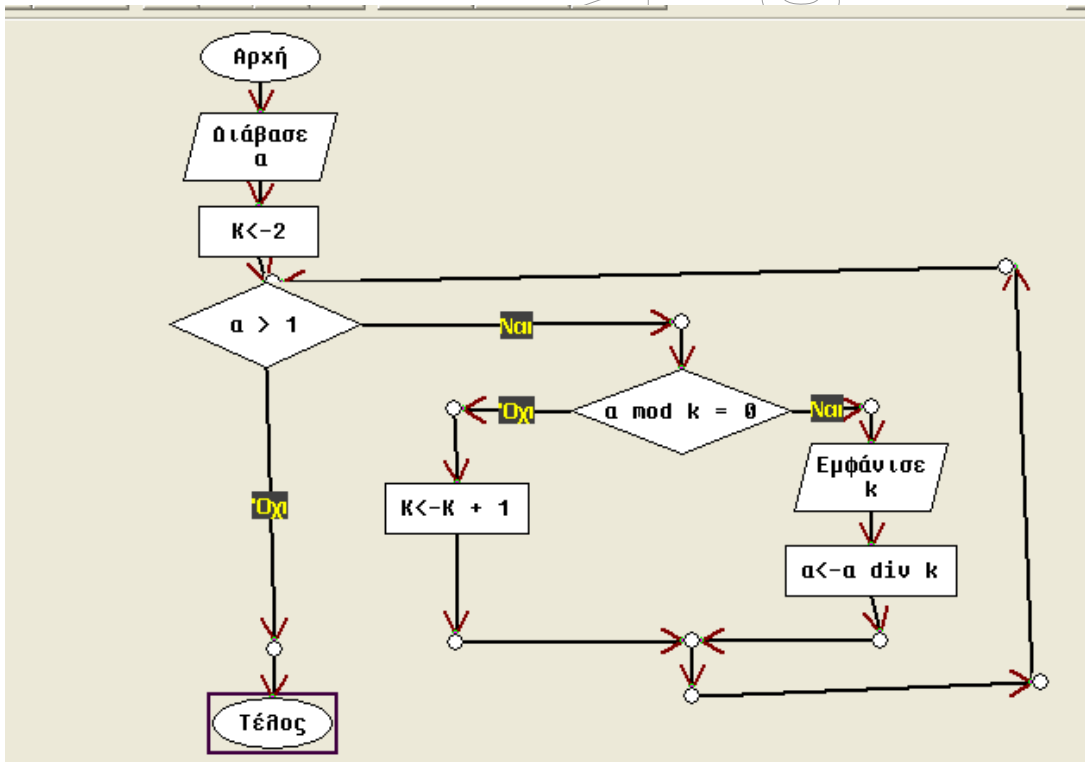 Αρχή
Διάβασε
α
Κ<-2
α > 1
Ναι
α mod k = 0
Όχι
Ναι
Εμφάνισε
k
Κ<-Κ + 1
Όχι
α<-α div k
Τέλος